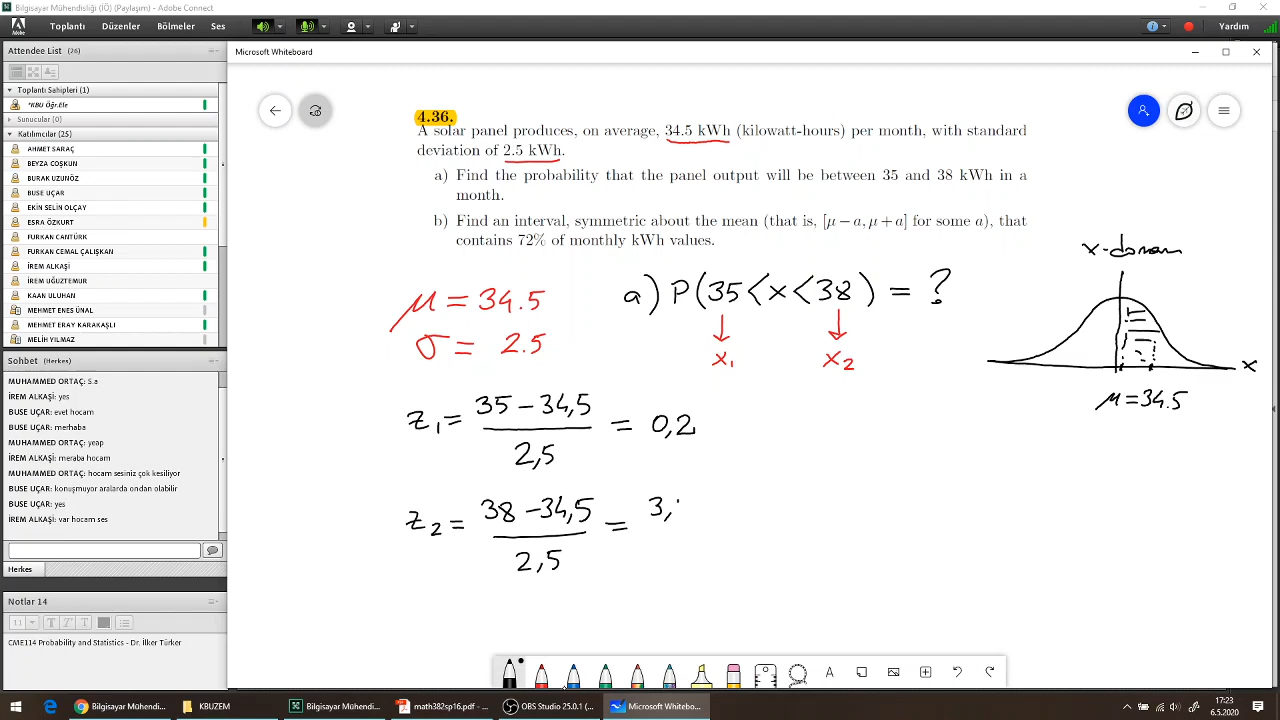 Bilgisayar Mühendisliği (İÖ) (Paylaşım) - Adobe Connect
Toplantı Düzenler Bölmeler Ses Yardım
Attendee List (26)
Microsoft Whiteboard
Toplantı Sahipleri (1)
*KBU Öğr.Ele
Sunucular (0)
Katılımcılar (25)
AHMET SARAÇ
BEYZA COŞKUN
BURAK UZUNÖZ
BUSE UÇAR
EKİN SELİN OLÇAY
ESRA ÖZKURT
FURKAN CANTÜRK
FURKAN CEMAL ÇALIŞKAN
İREM ALKAŞİ
İREM UĞUZTEMUR
KAAN ULUHAN
MEHMET ENES ÜNAL
MEHMET ERAY KARAKAŞLI
MELİH YILMAZ
Sohbet (Herkes)
MUHAMMED ORTAÇ: S.a
İREM ALKAŞİ: yes
BUSE UÇAR: evet hocam
BUSE UÇAR: merhaba
MUHAMMED ORTAÇ: yeap
İREM ALKAŞİ: meraba hocam
MUHAMMED ORTAÇ: hocam sesiniz çok kesiliyor
BUSE UÇAR: konuşmuyor aralarda ondan olabilir
BUSE UÇAR: yes
İREM ALKAŞİ: var hocam ses
Herkes
Notlar 14
11
CME114 Probability and Statistics - Dr. İlker Türker
4.36.
A solar panel produces, on average, 34.5 kWh (kilowatt-hours) per month, with standard
deviation of 2.5 kWh.
a) Find the probability that the panel output will be between 35 and 38 kWh in a
month.
b) Find an interval, symmetric about the mean (that is, [μ − a, μ + a] for some a), that
contains 72% of monthly kWh values.
μ = 34.5
σ = 2.5
a) P(35 < x < 38) = ?
x₁ x₂
x-domain
x
μ = 34.5
z₁ = (35 − 34,5) / 2,5 = 0,2
z₂ = (38 − 34,5) / 2,5 = 3,
A
Bilgisayar Mühendi...
KBUZEM
Bilgisayar Mühendi...
math382sp16.pdf - ...
OBS Studio 25.0.1 (...
Microsoft Whitebo...
17:23
6.5.2020